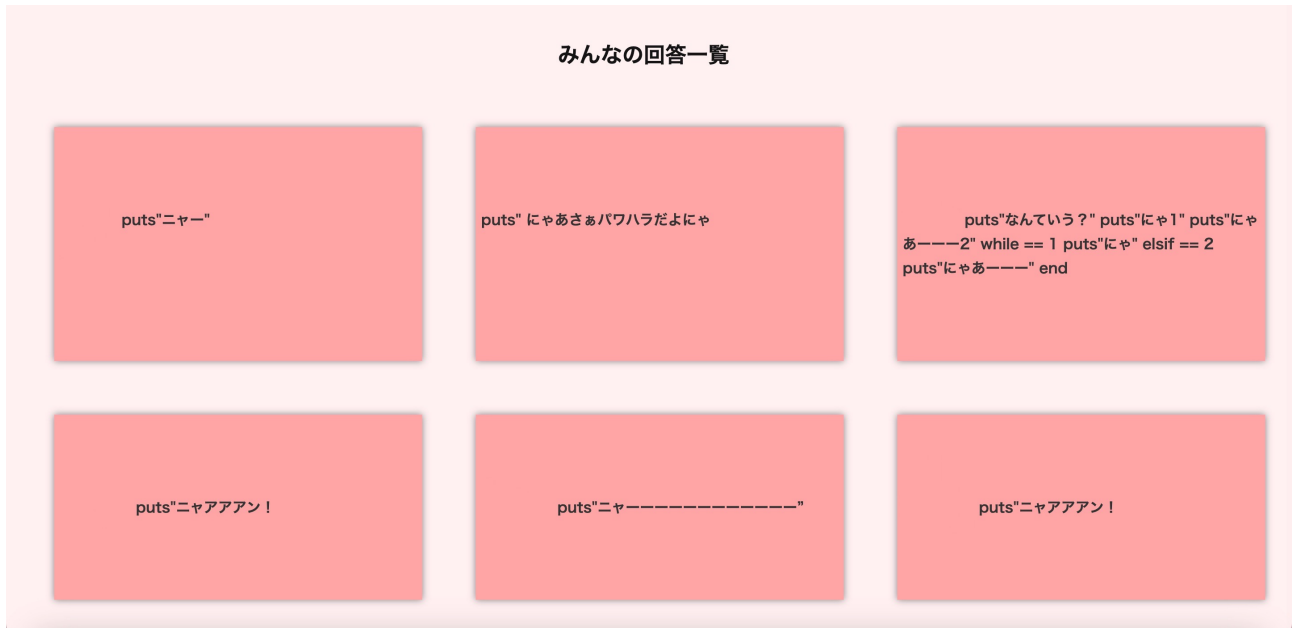 みんなの回答一覧
puts"ニャー"
puts" にゃあさぁパワハラだよにゃ
puts"なんていう？" puts"にゃ1" puts"にゃ
あーーー2" while == 1 puts"にゃ" elsif == 2
puts"にゃあーーー" end
puts"ニャアアアン！
puts"ニャーーーーーーーーーーーー”
puts"ニャアアアン！